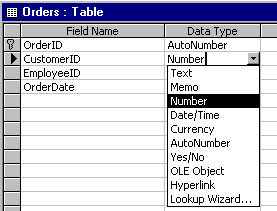 Orders : Table
Field Name Data Type
OrderID AutoNumber
CustomerID Number
EmployeeID Text
OrderDate Memo
Number
Date/Time
Currency
AutoNumber
Yes/No
OLE Object
Hyperlink
Lookup Wizard...